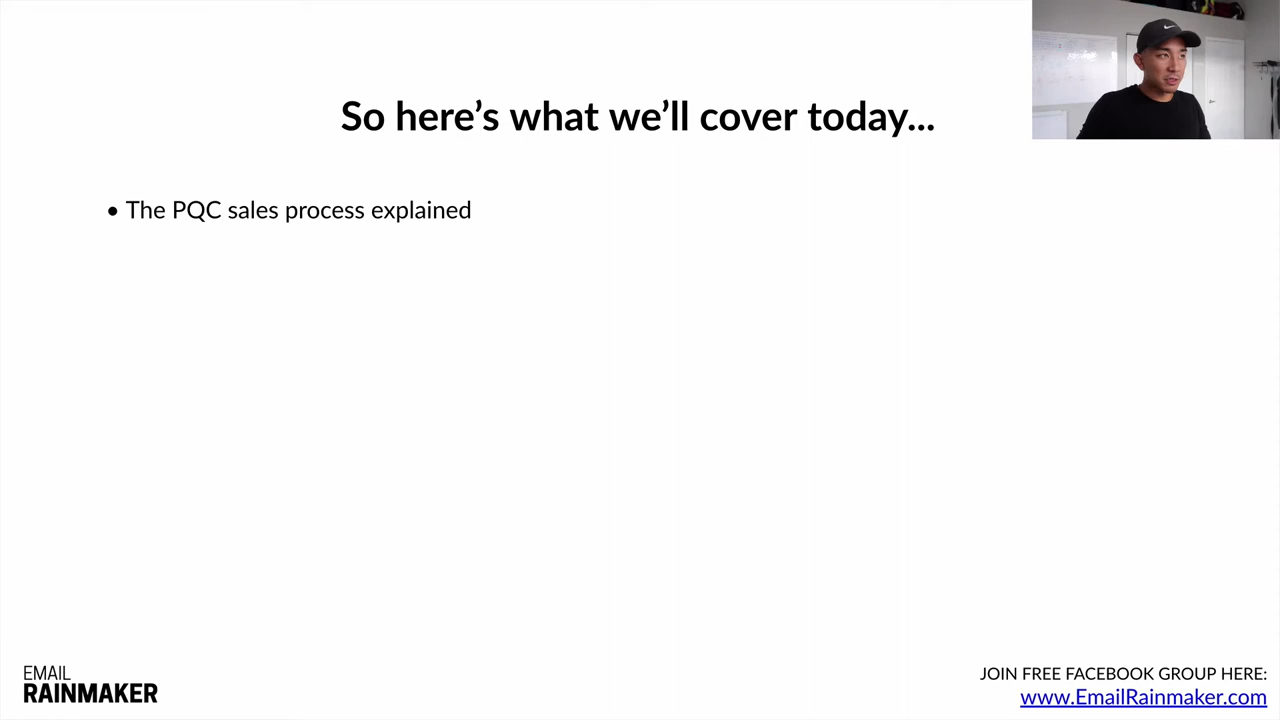 So here’s what we’ll cover today...
• The PQC sales process explained
EMAIL
RAINMAKER
JOIN FREE FACEBOOK GROUP HERE:
www.EmailRainmaker.com